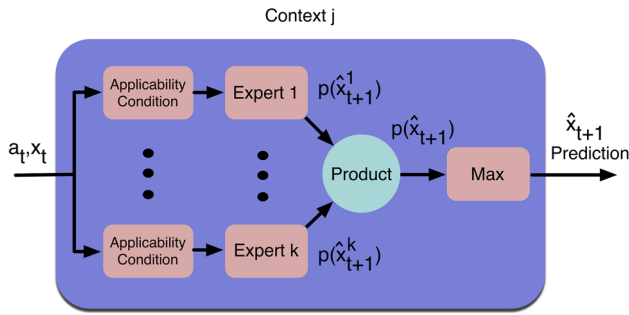 Context j
Applicability
Condition
Expert 1
p(x̂¹ₜ₊₁)
aₜ,xₜ
Product
p(x̂ₜ₊₁)
Max
x̂ₜ₊₁
Prediction
Applicability
Condition
Expert k
p(x̂ᵏₜ₊₁)